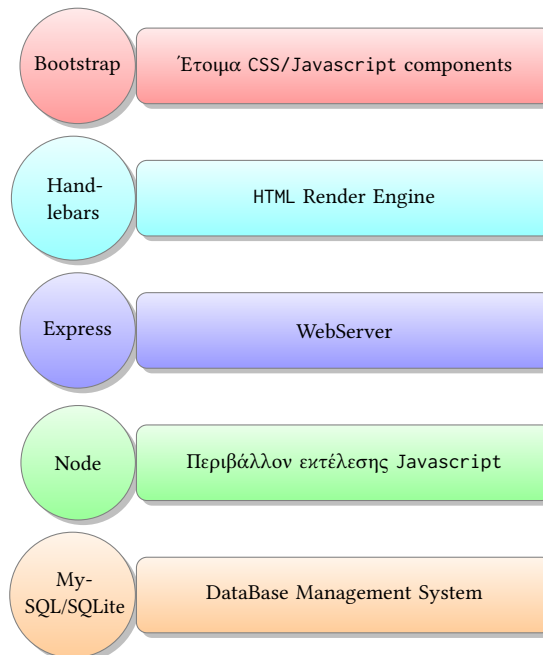 Bootstrap
Έτοιμα CSS/Javascript components
Hand-
lebars
HTML Render Engine
Express
WebServer
Node
Περιβάλλον εκτέλεσης Javascript
My-
SQL/SQLite
DataBase Management System